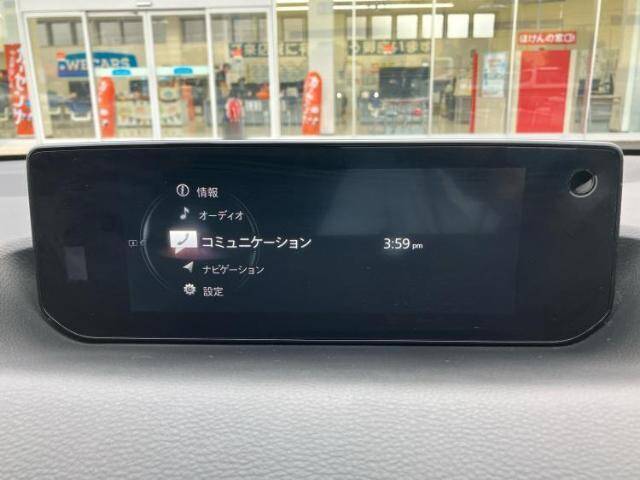 WECARS
ほけんの窓口
情報
オーディオ
コミュニケーション
3:59 pm
ナビゲーション
設定